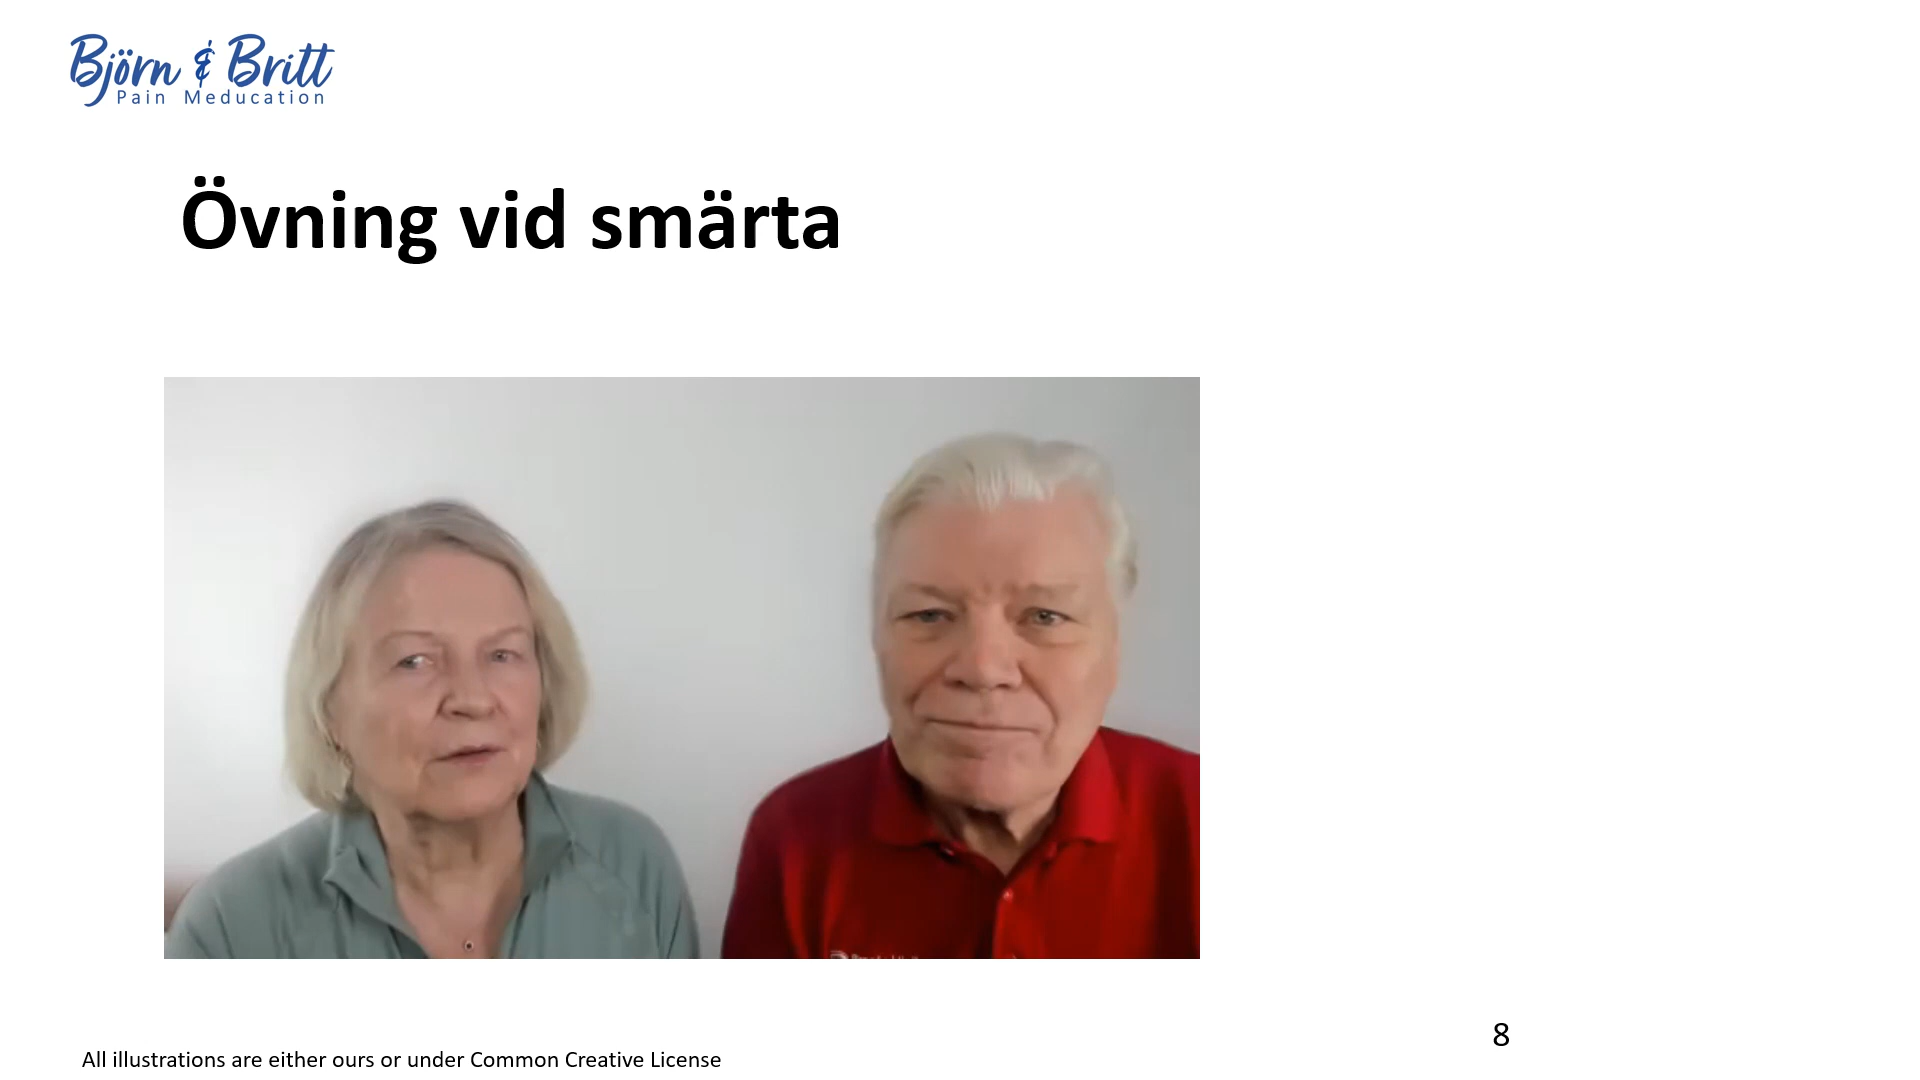 Björn & Britt
Pain Meducation
Övning vid smärta
8
All illustrations are either ours or under Common Creative License